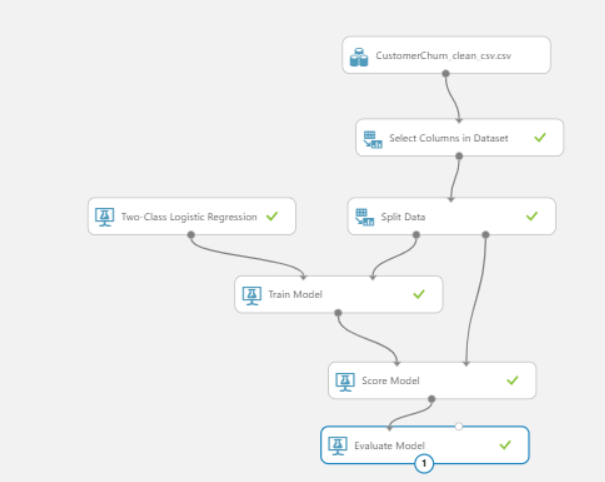 CustomerChurn_clean_csv.csv
Select Columns in Dataset
Two-Class Logistic Regression
Split Data
Train Model
Score Model
Evaluate Model
1